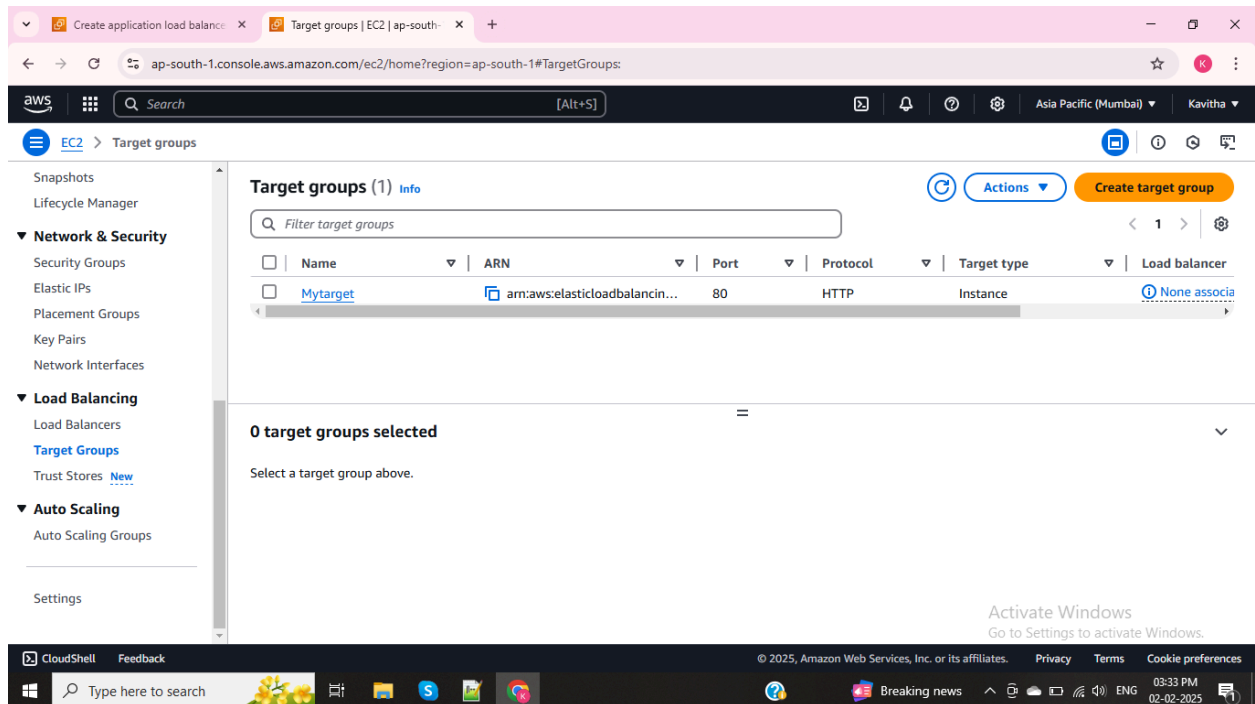 Create application load balance
Target groups | EC2 | ap-south-
ap-south-1.console.aws.amazon.com/ec2/home?region=ap-south-1#TargetGroups:
K
aws
Search
[Alt+S]
Asia Pacific (Mumbai)
Kavitha
EC2 > Target groups
Snapshots
Lifecycle Manager
Network & Security
Security Groups
Elastic IPs
Placement Groups
Key Pairs
Network Interfaces
Load Balancing
Load Balancers
Target Groups
Trust Stores New
Auto Scaling
Auto Scaling Groups
Settings
Target groups (1) Info
Actions
Create target group
Filter target groups
1
Name ARN Port Protocol Target type Load balancer
Mytarget arn:aws:elasticloadbalancin... 80 HTTP Instance None associa
0 target groups selected
Select a target group above.
Activate Windows
Go to Settings to activate Windows.
CloudShell Feedback
© 2025, Amazon Web Services, Inc. or its affiliates. Privacy Terms Cookie preferences
Type here to search
Breaking news
ENG
03:33 PM
02-02-2025
1